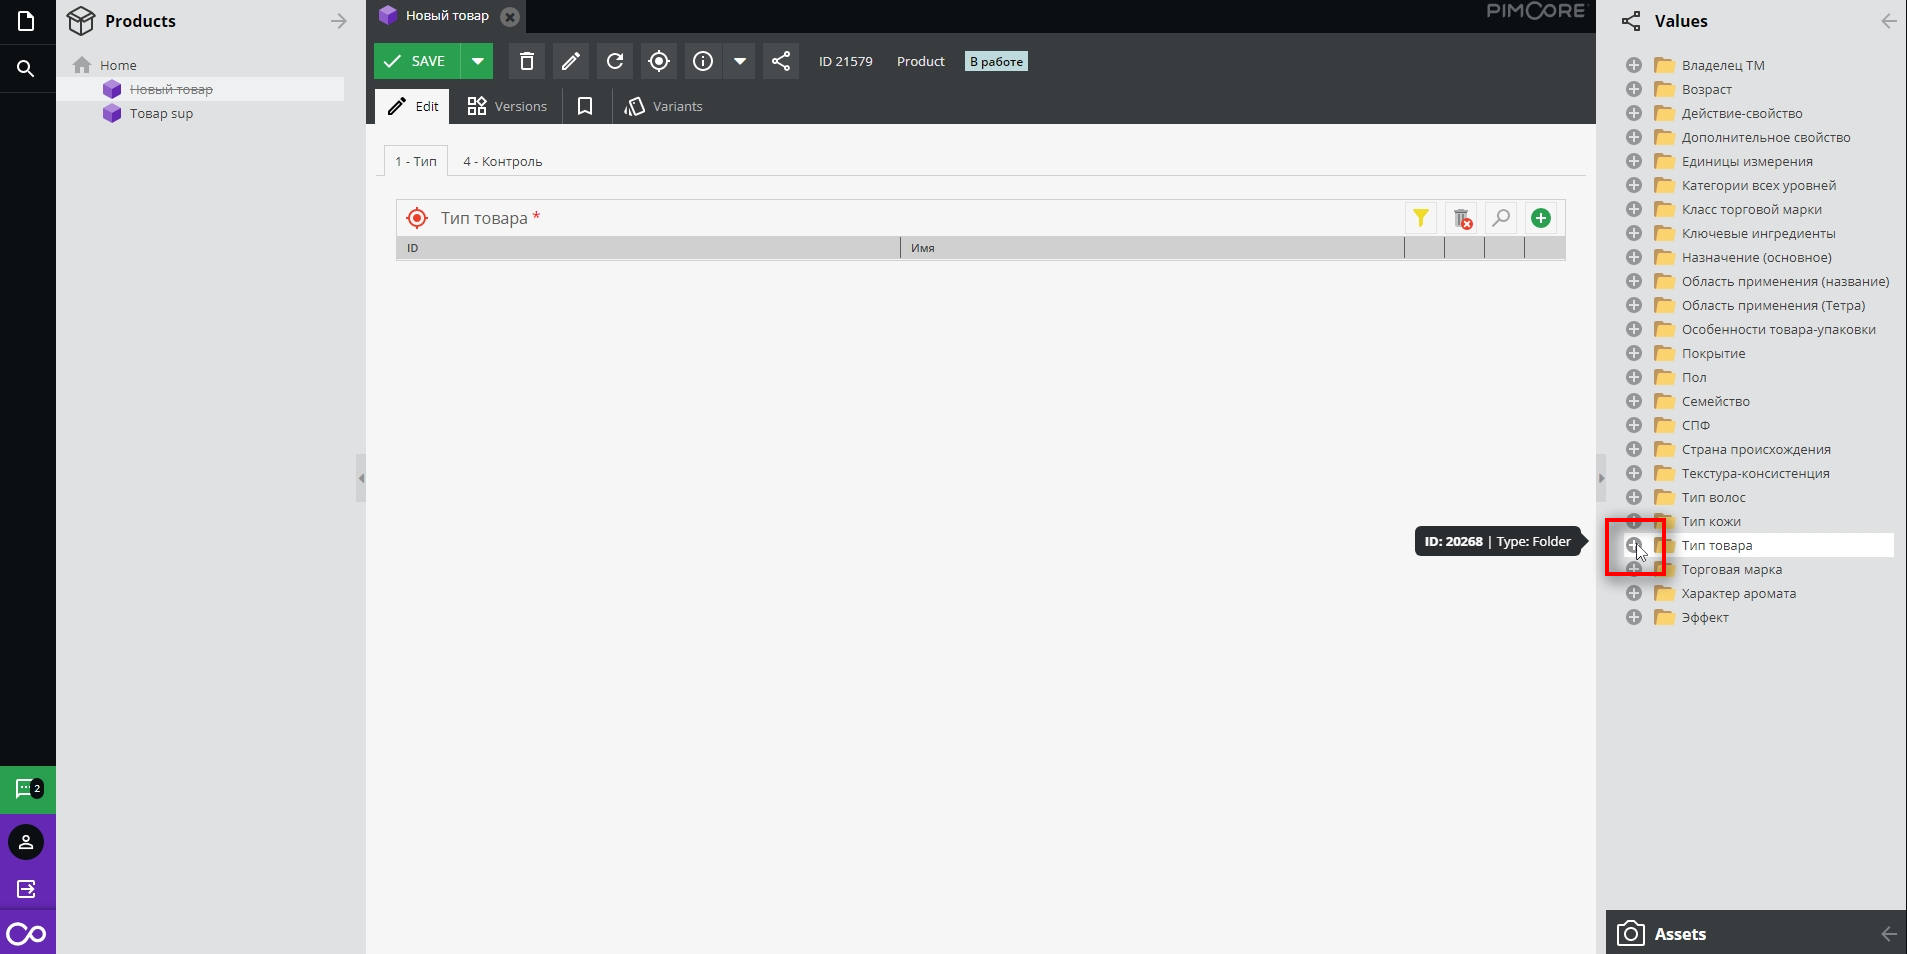 Products
Home
Новый товар
Товар sup
2
Новый товар
PIMCORE
SAVE
ID 21579
Product
В работе
Edit
Versions
Variants
1 - Тип
4 - Контроль
Тип товара *
ID
Имя
ID: 20268 | Type: Folder
Values
Владелец ТМ
Возраст
Действие-свойство
Дополнительное свойство
Единицы измерения
Категории всех уровней
Класс торговой марки
Ключевые ингредиенты
Назначение (основное)
Область применения (название)
Область применения (Тетра)
Особенности товара-упаковки
Покрытие
Пол
Семейство
СПФ
Страна происхождения
Текстура-консистенция
Тип волос
Тип кожи
Тип товара
Торговая марка
Характер аромата
Эффект
Assets